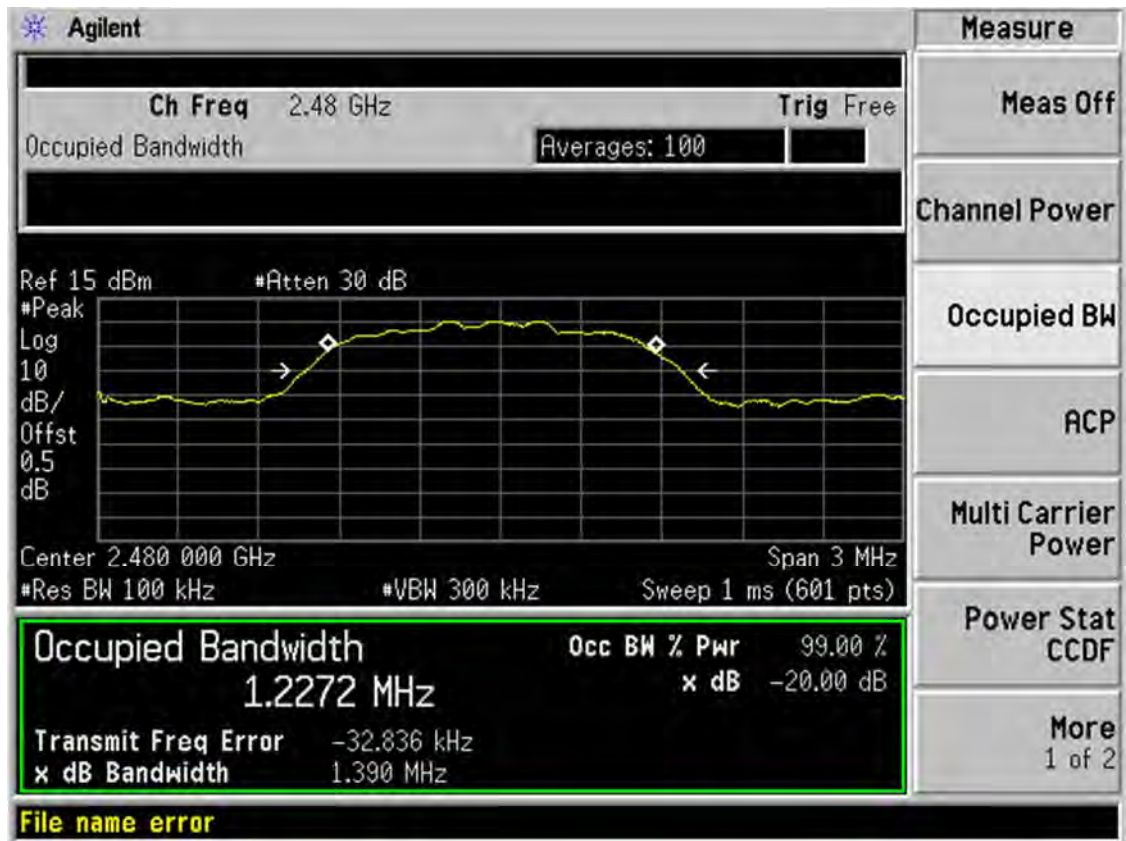 Agilent
Measure
Ch Freq 2.48 GHz Trig Free
Occupied Bandwidth Averages: 100
Meas Off
Channel Power
Occupied BW
ACP
Multi Carrier
Power
Power Stat
CCDF
More
1 of 2
Ref 15 dBm #Atten 30 dB
#Peak
Log
10
dB/
Offst
0.5
dB
Center 2.480 000 GHz Span 3 MHz
#Res BW 100 kHz #VBW 300 kHz Sweep 1 ms (601 pts)
Occupied Bandwidth
1.2272 MHz
Occ BW % Pwr 99.00 %
x dB -20.00 dB
Transmit Freq Error -32.836 kHz
x dB Bandwidth 1.390 MHz
File name error